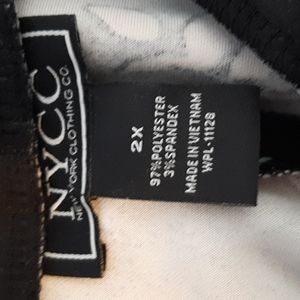 NYCC
NEW YORK CLOTHING CO.
2X
97%POLYESTER
3%SPANDEX
MADE IN VIETNAM
WPL-11128